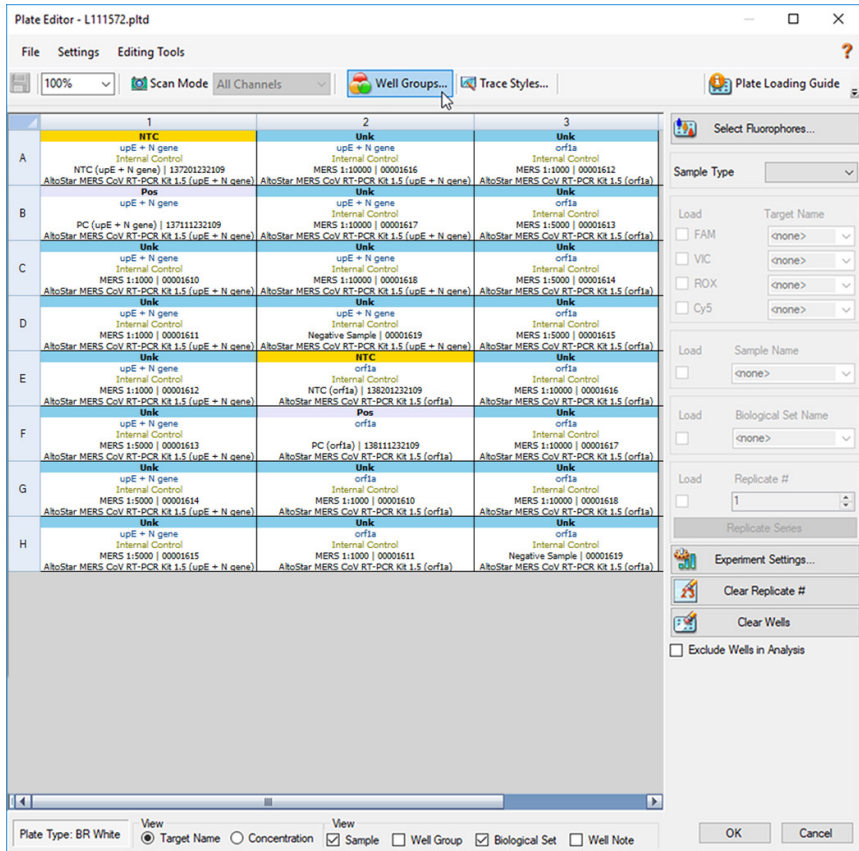 Plate Editor - L111572.pltd
File Settings Editing Tools ?
100% Scan Mode All Channels Well Groups... Trace Styles... Plate Loading Guide
1 2 3
A
NTC Unk Unk
upE + N gene upE + N gene orf1a
Internal Control Internal Control Internal Control
NTC (upE + N gene) | 137201232109 MERS 1:10000 | 00001616 MERS 1:1000 | 00001612
AltoStar MERS CoV RT-PCR Kit 1.5 (upE + N gene) AltoStar MERS CoV RT-PCR Kit 1.5 (upE + N gene) AltoStar MERS CoV RT-PCR Kit 1.5 (orf1a)
B
Pos Unk Unk
upE + N gene upE + N gene orf1a
Internal Control Internal Control
PC (upE + N gene) | 137111232109 MERS 1:10000 | 00001617 MERS 1:5000 | 00001613
AltoStar MERS CoV RT-PCR Kit 1.5 (upE + N gene) AltoStar MERS CoV RT-PCR Kit 1.5 (upE + N gene) AltoStar MERS CoV RT-PCR Kit 1.5 (orf1a)
C
Unk Unk Unk
upE + N gene upE + N gene orf1a
Internal Control Internal Control Internal Control
MERS 1:1000 | 00001610 MERS 1:10000 | 00001618 MERS 1:5000 | 00001614
AltoStar MERS CoV RT-PCR Kit 1.5 (upE + N gene) AltoStar MERS CoV RT-PCR Kit 1.5 (upE + N gene) AltoStar MERS CoV RT-PCR Kit 1.5 (orf1a)
D
Unk Unk Unk
upE + N gene upE + N gene orf1a
Internal Control Internal Control Internal Control
MERS 1:1000 | 00001611 Negative Sample | 00001619 MERS 1:5000 | 00001615
AltoStar MERS CoV RT-PCR Kit 1.5 (upE + N gene) AltoStar MERS CoV RT-PCR Kit 1.5 (upE + N gene) AltoStar MERS CoV RT-PCR Kit 1.5 (orf1a)
E
Unk NTC Unk
upE + N gene orf1a orf1a
Internal Control Internal Control Internal Control
MERS 1:1000 | 00001612 NTC (orf1a) | 138201232109 MERS 1:10000 | 00001616
AltoStar MERS CoV RT-PCR Kit 1.5 (upE + N gene) AltoStar MERS CoV RT-PCR Kit 1.5 (orf1a) AltoStar MERS CoV RT-PCR Kit 1.5 (orf1a)
F
Unk Pos Unk
upE + N gene orf1a orf1a
Internal Control Internal Control
MERS 1:5000 | 00001613 PC (orf1a) | 138111232109 MERS 1:10000 | 00001617
AltoStar MERS CoV RT-PCR Kit 1.5 (upE + N gene) AltoStar MERS CoV RT-PCR Kit 1.5 (orf1a) AltoStar MERS CoV RT-PCR Kit 1.5 (orf1a)
G
Unk Unk Unk
upE + N gene orf1a orf1a
Internal Control Internal Control Internal Control
MERS 1:5000 | 00001614 MERS 1:1000 | 00001610 MERS 1:10000 | 00001618
AltoStar MERS CoV RT-PCR Kit 1.5 (upE + N gene) AltoStar MERS CoV RT-PCR Kit 1.5 (orf1a) AltoStar MERS CoV RT-PCR Kit 1.5 (orf1a)
H
Unk Unk Unk
upE + N gene orf1a orf1a
Internal Control Internal Control Internal Control
MERS 1:5000 | 00001615 MERS 1:1000 | 00001611 Negative Sample | 00001619
AltoStar MERS CoV RT-PCR Kit 1.5 (upE + N gene) AltoStar MERS CoV RT-PCR Kit 1.5 (orf1a) AltoStar MERS CoV RT-PCR Kit 1.5 (orf1a)
Select Fluorophores...
Sample Type
Load Target Name
FAM <none>
VIC <none>
ROX <none>
Cy5 <none>
Load Sample Name
<none>
Load Biological Set Name
<none>
Load Replicate #
1
Replicate Series
Experiment Settings...
Clear Replicate #
Clear Wells
Exclude Wells in Analysis
Plate Type: BR White
View
Target Name Concentration
View
Sample Well Group Biological Set Well Note
OK Cancel